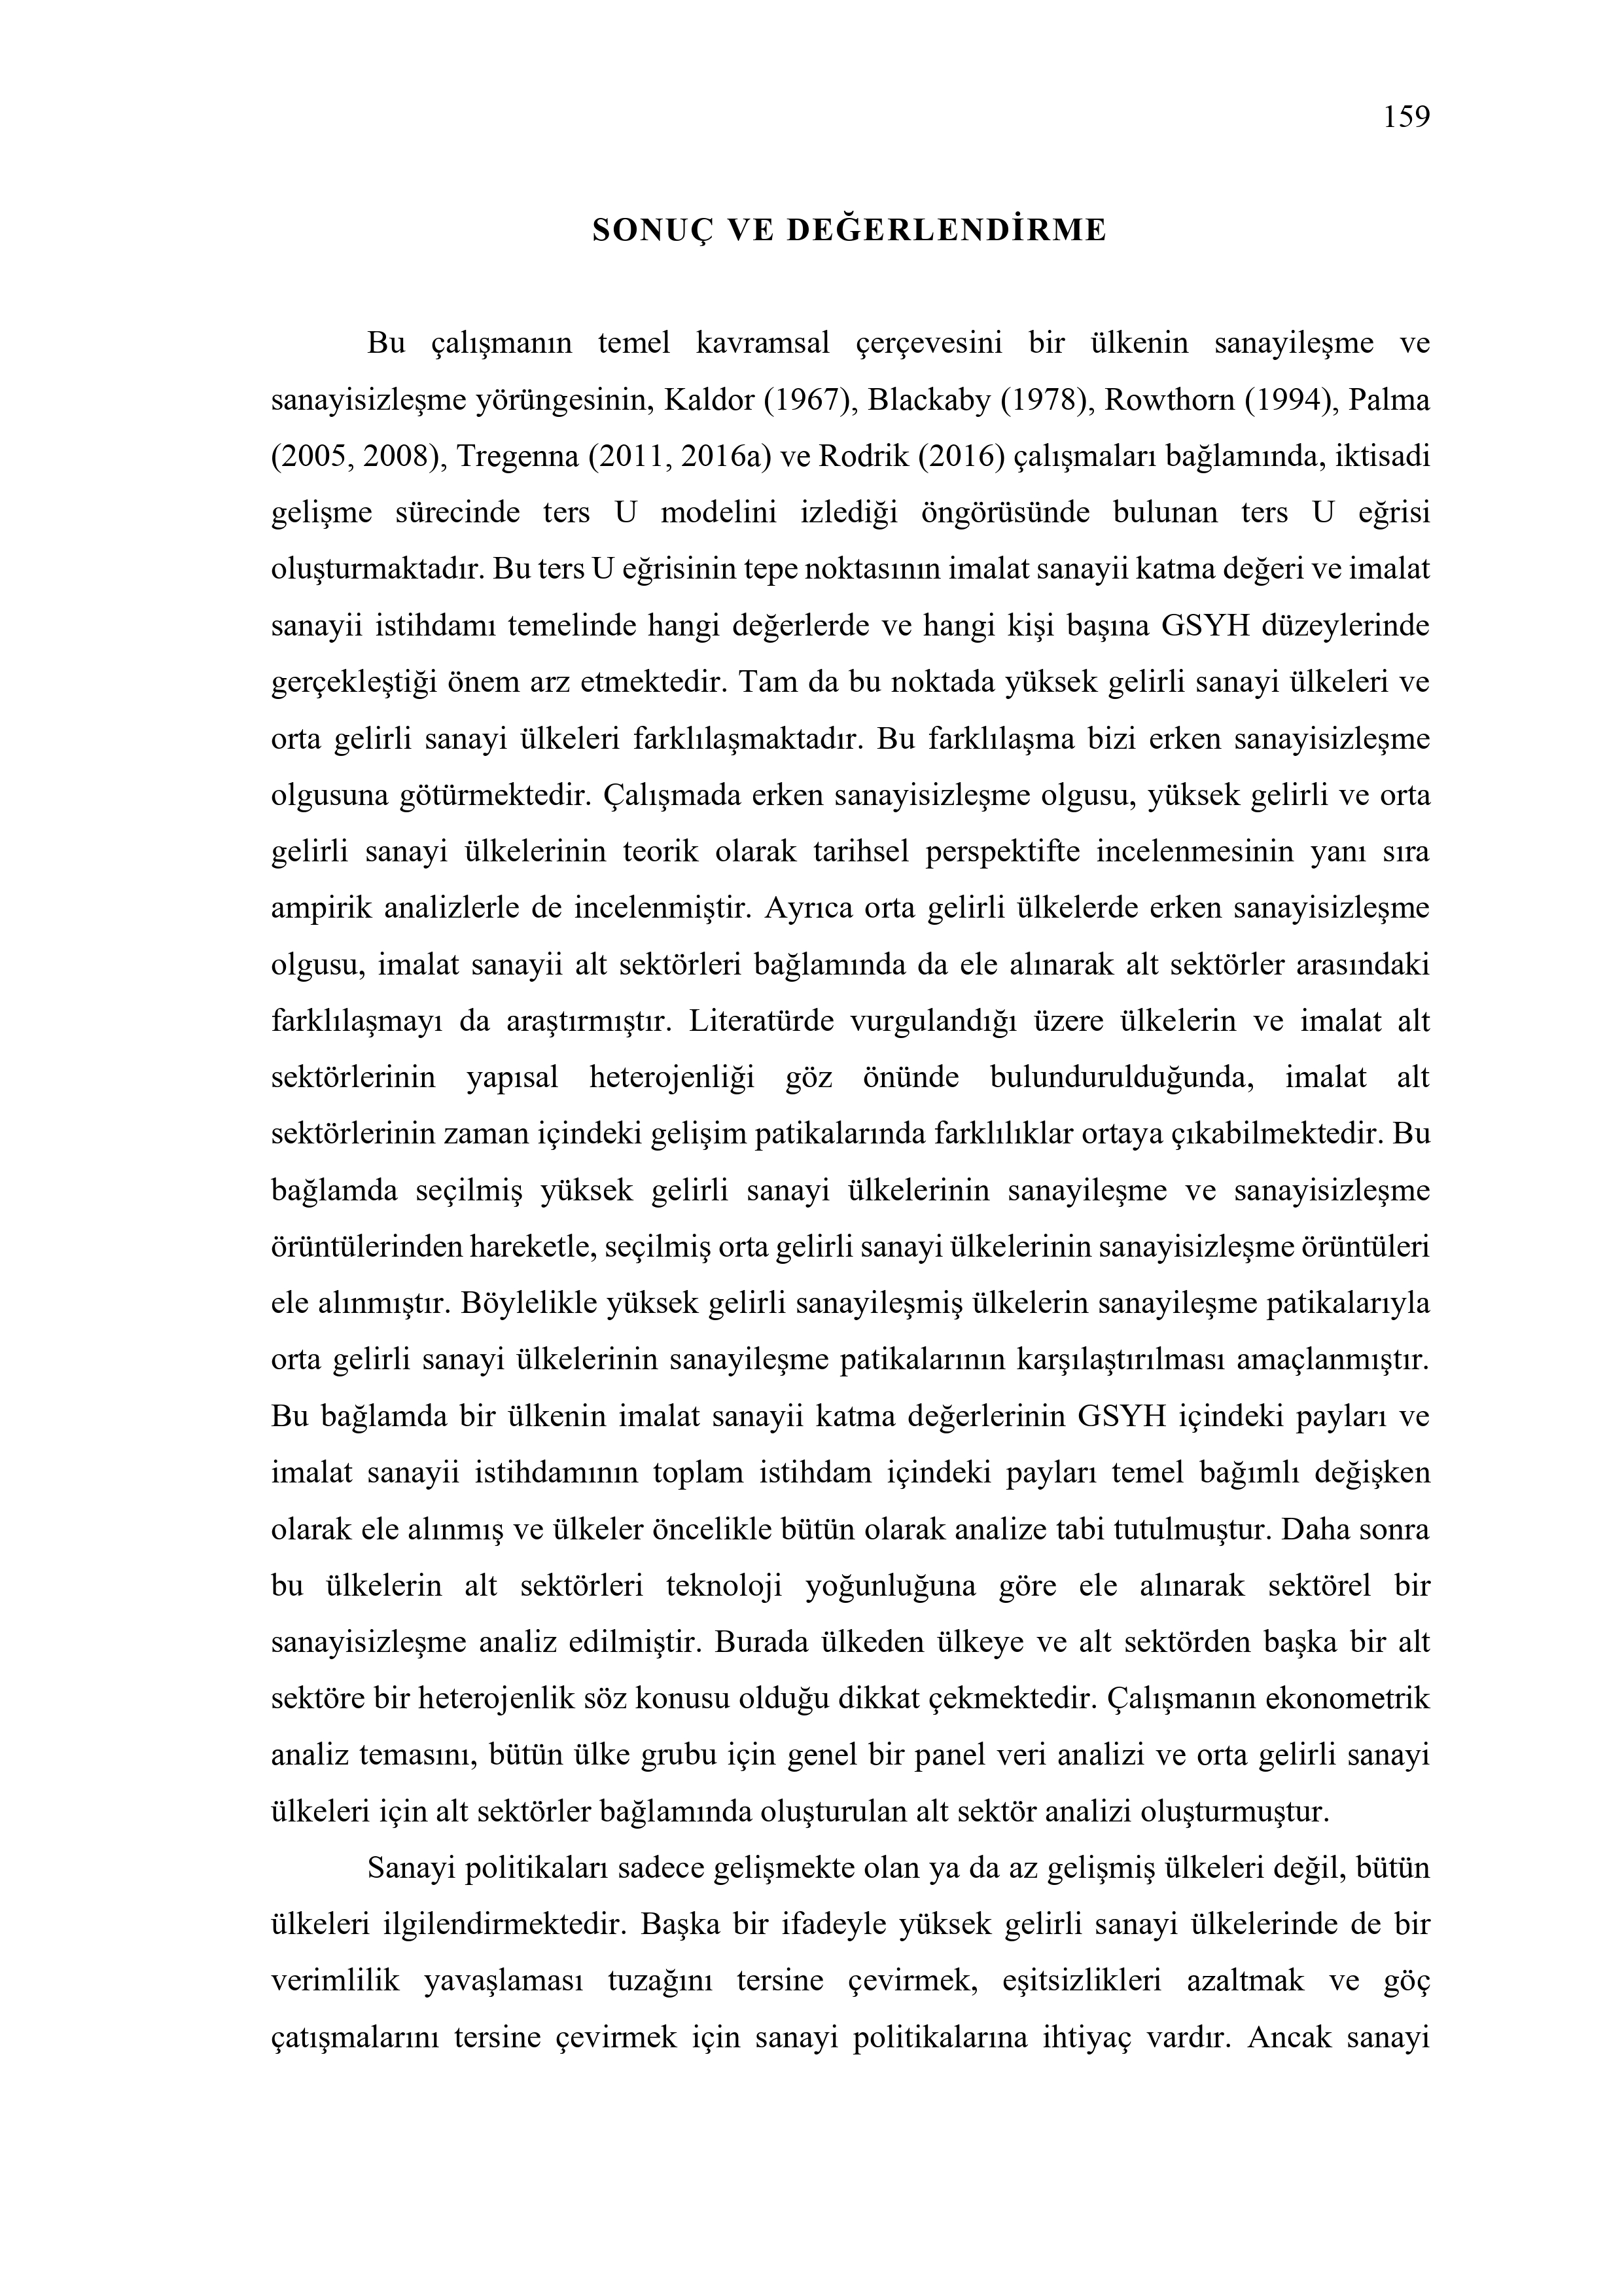 159
SONUÇ VE DEĞERLENDİRME
Bu çalışmanın temel kavramsal çerçevesini bir ülkenin sanayileşme ve
sanayisizleşme yörüngesinin, Kaldor (1967), Blackaby (1978), Rowthorn (1994), Palma
(2005, 2008), Tregenna (2011, 2016a) ve Rodrik (2016) çalışmaları bağlamında, iktisadi
gelişme sürecinde ters U modelini izlediği öngörüsünde bulunan ters U eğrisi
oluşturmaktadır. Bu ters U eğrisinin tepe noktasının imalat sanayii katma değeri ve imalat
sanayii istihdamı temelinde hangi değerlerde ve hangi kişi başına GSYH düzeylerinde
gerçekleştiği önem arz etmektedir. Tam da bu noktada yüksek gelirli sanayi ülkeleri ve
orta gelirli sanayi ülkeleri farklılaşmaktadır. Bu farklılaşma bizi erken sanayisizleşme
olgusuna götürmektedir. Çalışmada erken sanayisizleşme olgusu, yüksek gelirli ve orta
gelirli sanayi ülkelerinin teorik olarak tarihsel perspektifte incelenmesinin yanı sıra
ampirik analizlerle de incelenmiştir. Ayrıca orta gelirli ülkelerde erken sanayisizleşme
olgusu, imalat sanayii alt sektörleri bağlamında da ele alınarak alt sektörler arasındaki
farklılaşmayı da araştırmıştır. Literatürde vurgulandığı üzere ülkelerin ve imalat alt
sektörlerinin yapısal heterojenliği göz önünde bulundurulduğunda, imalat alt
sektörlerinin zaman içindeki gelişim patikalarında farklılıklar ortaya çıkabilmektedir. Bu
bağlamda seçilmiş yüksek gelirli sanayi ülkelerinin sanayileşme ve sanayisizleşme
örüntülerinden hareketle, seçilmiş orta gelirli sanayi ülkelerinin sanayisizleşme örüntüleri
ele alınmıştır. Böylelikle yüksek gelirli sanayileşmiş ülkelerin sanayileşme patikalarıyla
orta gelirli sanayi ülkelerinin sanayileşme patikalarının karşılaştırılması amaçlanmıştır.
Bu bağlamda bir ülkenin imalat sanayii katma değerlerinin GSYH içindeki payları ve
imalat sanayii istihdamının toplam istihdam içindeki payları temel bağımlı değişken
olarak ele alınmış ve ülkeler öncelikle bütün olarak analize tabi tutulmuştur. Daha sonra
bu ülkelerin alt sektörleri teknoloji yoğunluğuna göre ele alınarak sektörel bir
sanayisizleşme analiz edilmiştir. Burada ülkeden ülkeye ve alt sektörden başka bir alt
sektöre bir heterojenlik söz konusu olduğu dikkat çekmektedir. Çalışmanın ekonometrik
analiz temasını, bütün ülke grubu için genel bir panel veri analizi ve orta gelirli sanayi
ülkeleri için alt sektörler bağlamında oluşturulan alt sektör analizi oluşturmuştur.
Sanayi politikaları sadece gelişmekte olan ya da az gelişmiş ülkeleri değil, bütün
ülkeleri ilgilendirmektedir. Başka bir ifadeyle yüksek gelirli sanayi ülkelerinde de bir
verimlilik yavaşlaması tuzağını tersine çevirmek, eşitsizlikleri azaltmak ve göç
çatışmalarını tersine çevirmek için sanayi politikalarına ihtiyaç vardır. Ancak sanayi